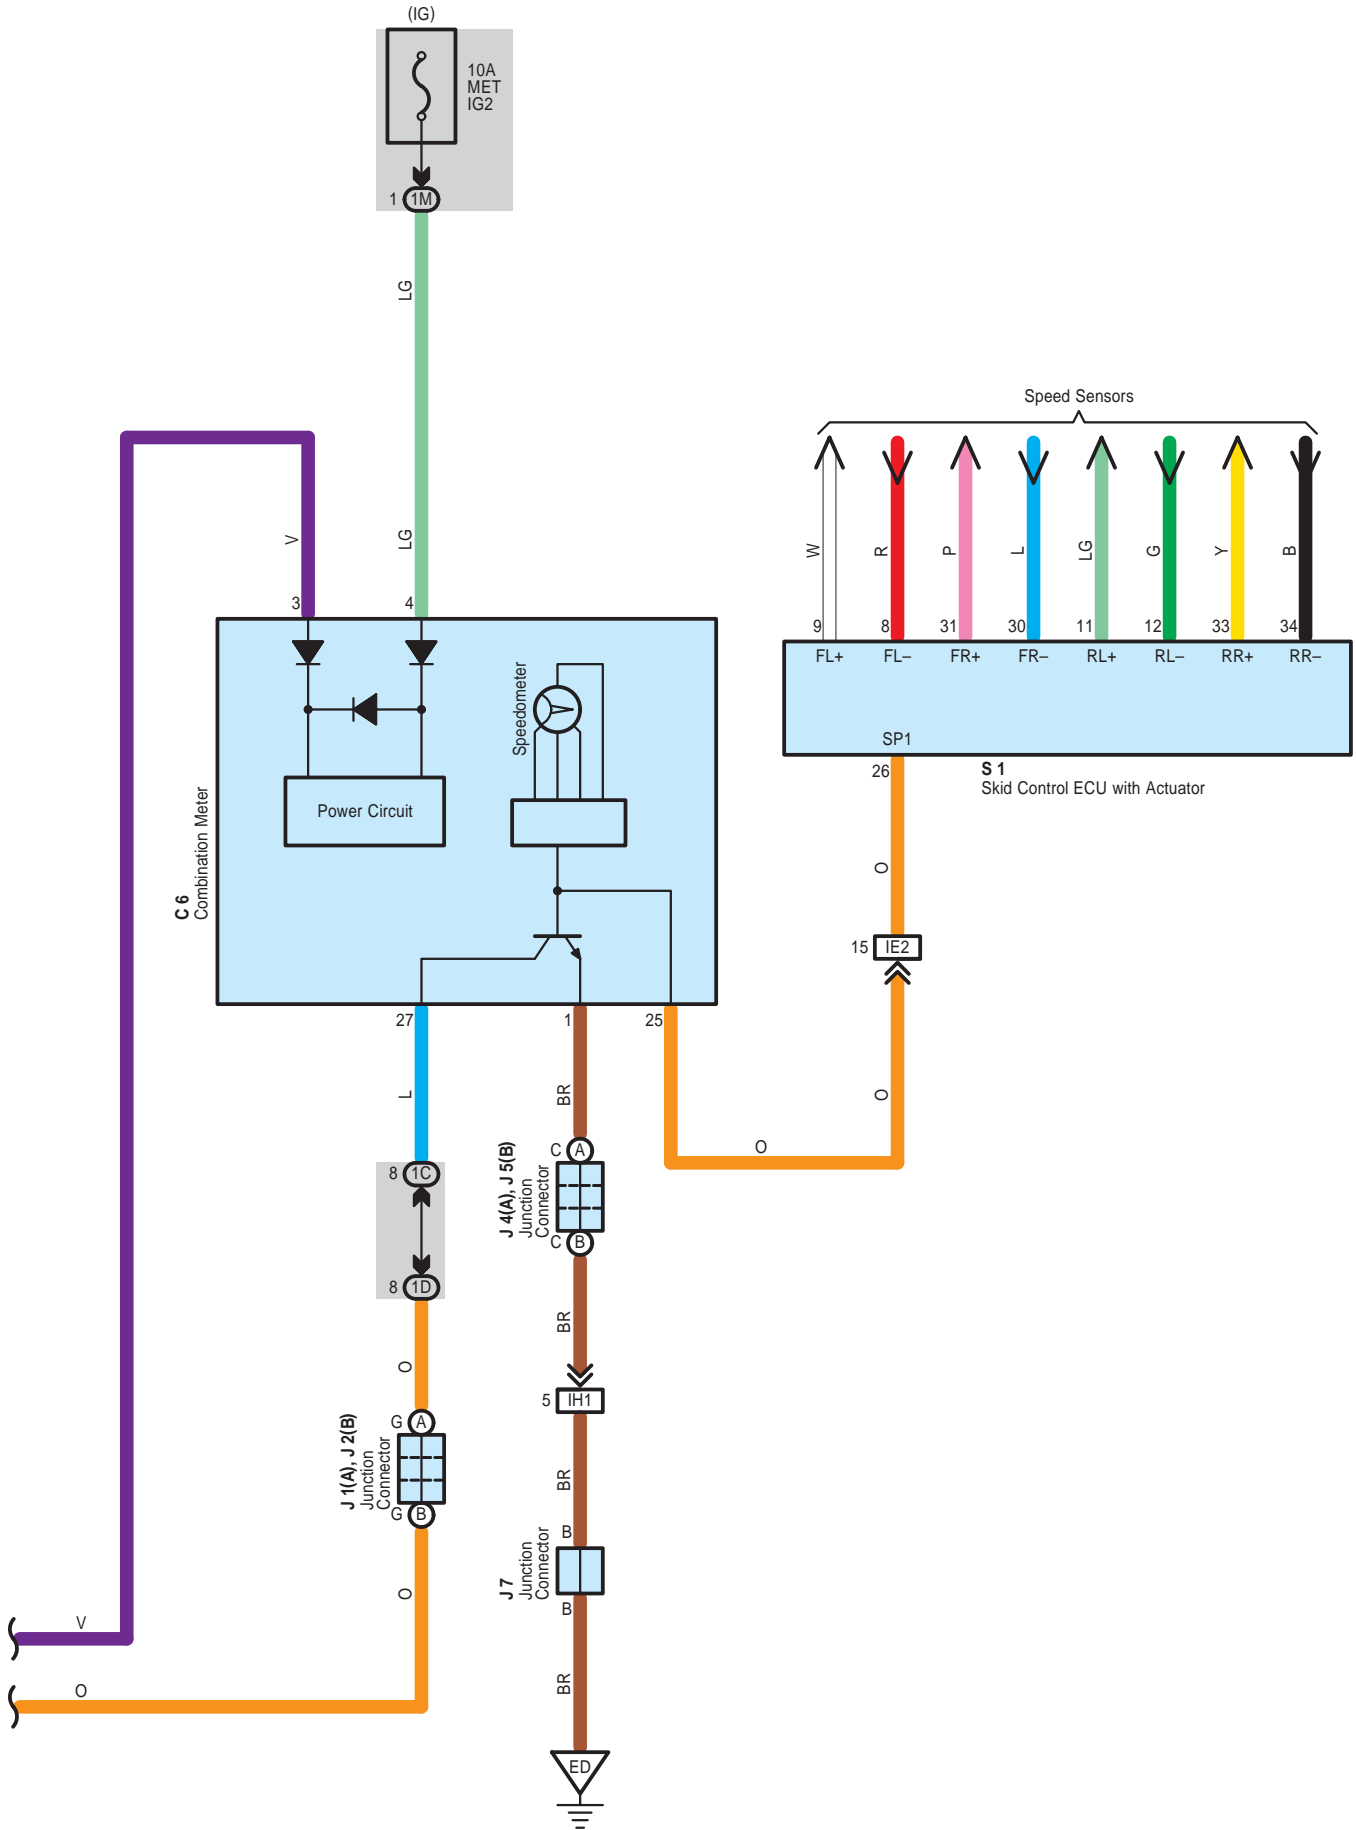 (IG)
10A
MET
IG2
1 1M
LG
LG
V
3
4
Speed Sensors
W
R
P
L
LG
G
Y
B
9
8
31
30
11
12
33
34
FL+
FL–
FR+
FR–
RL+
RL–
RR+
RR–
SP1
26
S 1
Skid Control ECU with Actuator
Speedometer
Power Circuit
C 6
Combination Meter
O
15 IE2
O
27
1
25
L
BR
O
8 1C
8 1D
C A
J 4(A), J 5(B)
Junction
Connector
C B
BR
O
5 IH1
G A
J 1(A), J 2(B)
Junction
Connector
G B
BR
B
J 7
Junction
Connector
B
O
V
O
BR
ED